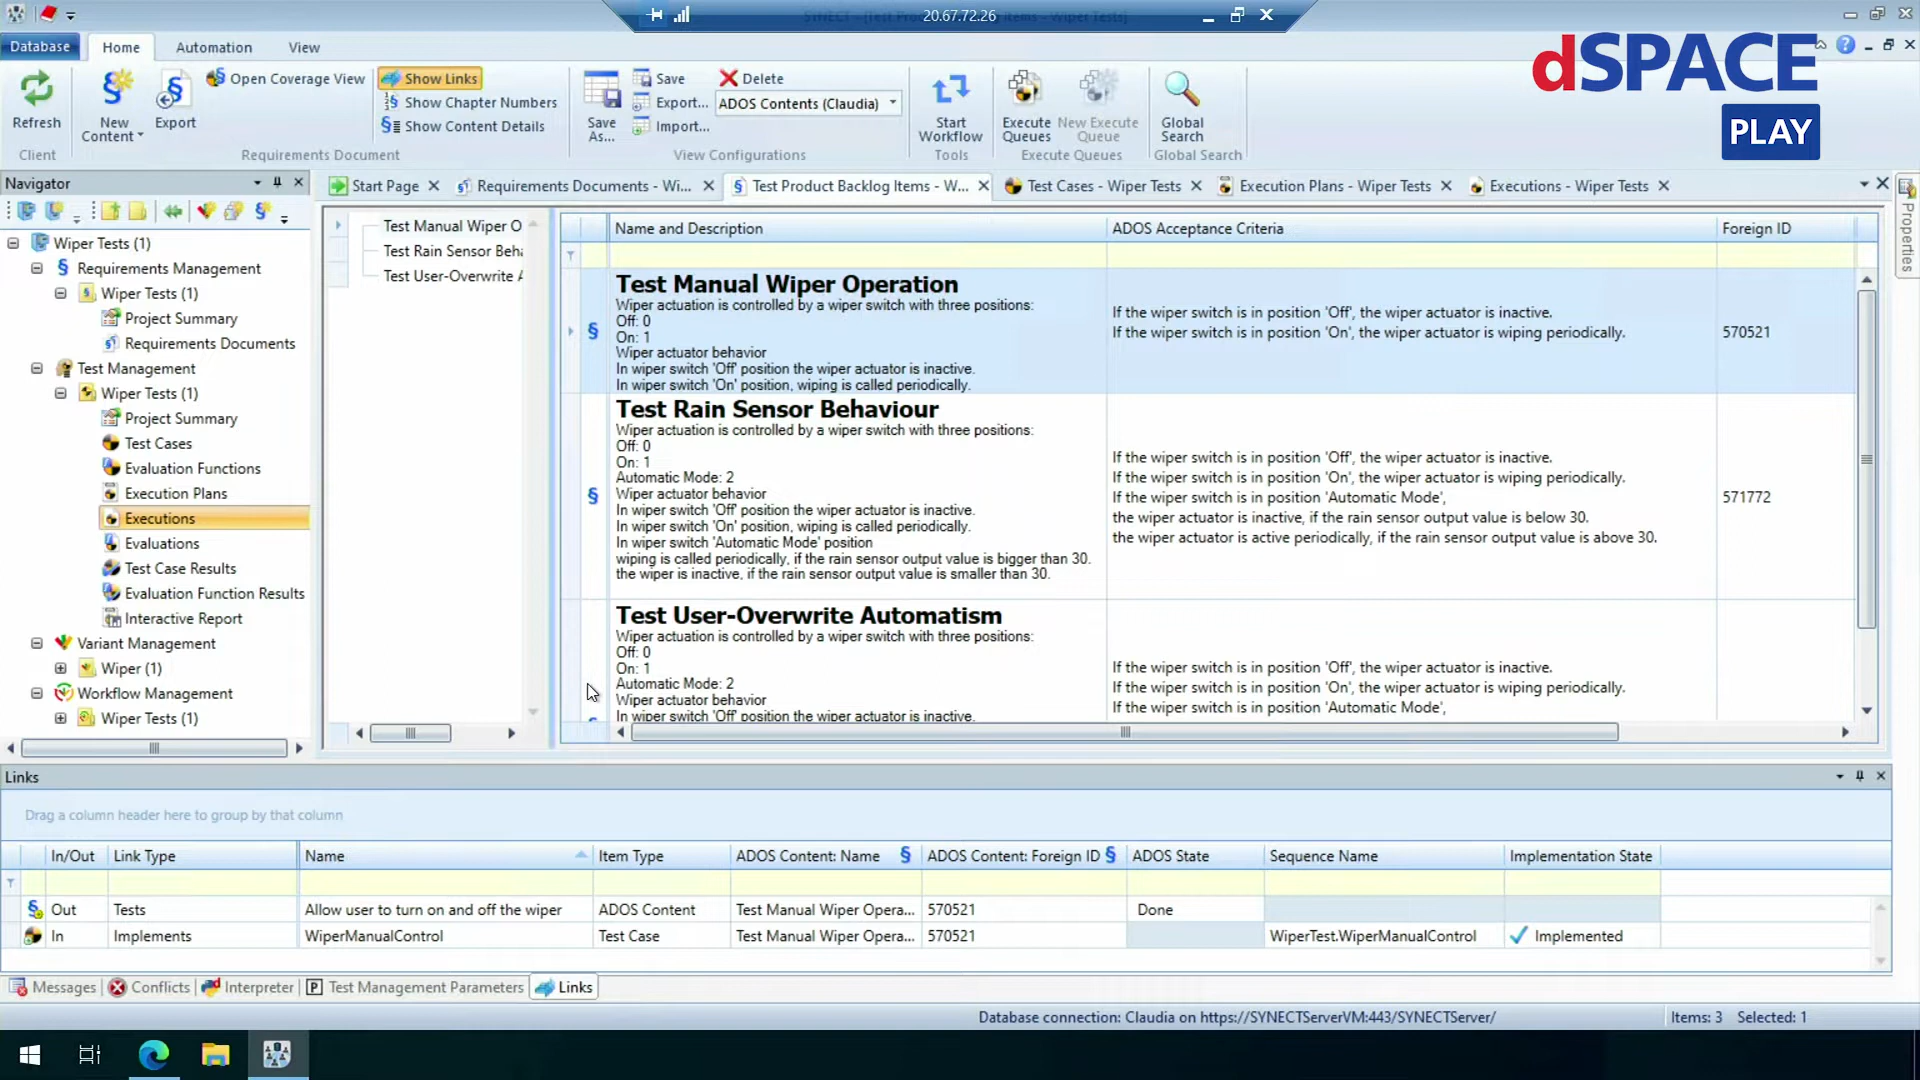 20.67.72.26
Database
Home
Automation
View
dSPACE
PLAY
Refresh
New
Content
Export
Open Coverage View
Show Links
Show Chapter Numbers
Show Content Details
Save
As...
Save
Export...
Import...
Delete
ADOS Contents (Claudia)
Start
Workflow
Execute
Queues
New Execute
Queue
Global
Search
Client
Requirements Document
View Configurations
Tools
Execute Queues
Global Search
Navigator
Start Page
Requirements Documents - Wi...
Test Product Backlog Items - W...
Test Cases - Wiper Tests
Execution Plans - Wiper Tests
Executions - Wiper Tests
Properties
Wiper Tests (1)
Requirements Management
Wiper Tests (1)
Project Summary
Requirements Documents
Test Management
Wiper Tests (1)
Project Summary
Test Cases
Evaluation Functions
Execution Plans
Executions
Evaluations
Test Case Results
Evaluation Function Results
Interactive Report
Variant Management
Wiper (1)
Workflow Management
Wiper Tests (1)
Test Manual Wiper O
Test Rain Sensor Beha
Test User-Overwrite A
Name and Description
ADOS Acceptance Criteria
Foreign ID
Test Manual Wiper Operation
Wiper actuation is controlled by a wiper switch with three positions:
Off: 0
On: 1
Wiper actuator behavior
In wiper switch 'Off' position the wiper actuator is inactive.
In wiper switch 'On' position, wiping is called periodically.
If the wiper switch is in position 'Off', the wiper actuator is inactive.
If the wiper switch is in position 'On', the wiper actuator is wiping periodically.
570521
Test Rain Sensor Behaviour
Wiper actuation is controlled by a wiper switch with three positions:
Off: 0
On: 1
Automatic Mode: 2
Wiper actuator behavior
In wiper switch 'Off' position the wiper actuator is inactive.
In wiper switch 'On' position, wiping is called periodically.
In wiper switch 'Automatic Mode' position
wiping is called periodically, if the rain sensor output value is bigger than 30.
the wiper is inactive, if the rain sensor output value is smaller than 30.
If the wiper switch is in position 'Off', the wiper actuator is inactive.
If the wiper switch is in position 'On', the wiper actuator is wiping periodically.
If the wiper switch is in position 'Automatic Mode',
the wiper actuator is inactive, if the rain sensor output value is below 30.
the wiper actuator is active periodically, if the rain sensor output value is above 30.
571772
Test User-Overwrite Automatism
Wiper actuation is controlled by a wiper switch with three positions:
Off: 0
On: 1
Automatic Mode: 2
Wiper actuator behavior
In wiper switch 'Off' position the wiper actuator is inactive.
If the wiper switch is in position 'Off', the wiper actuator is inactive.
If the wiper switch is in position 'On', the wiper actuator is wiping periodically.
If the wiper switch is in position 'Automatic Mode',
Links
Drag a column header here to group by that column
In/Out
Link Type
Name
Item Type
ADOS Content: Name §
ADOS Content: Foreign ID §
ADOS State
Sequence Name
Implementation State
Out
Tests
Allow user to turn on and off the wiper
ADOS Content
Test Manual Wiper Opera...
570521
Done
In
Implements
WiperManualControl
Test Case
Test Manual Wiper Opera...
570521
WiperTest.WiperManualControl
Implemented
Messages
Conflicts
Interpreter
P Test Management Parameters
Links
Database connection: Claudia on https://SYNECTServerVM:443/SYNECTServer/
Items: 3
Selected: 1